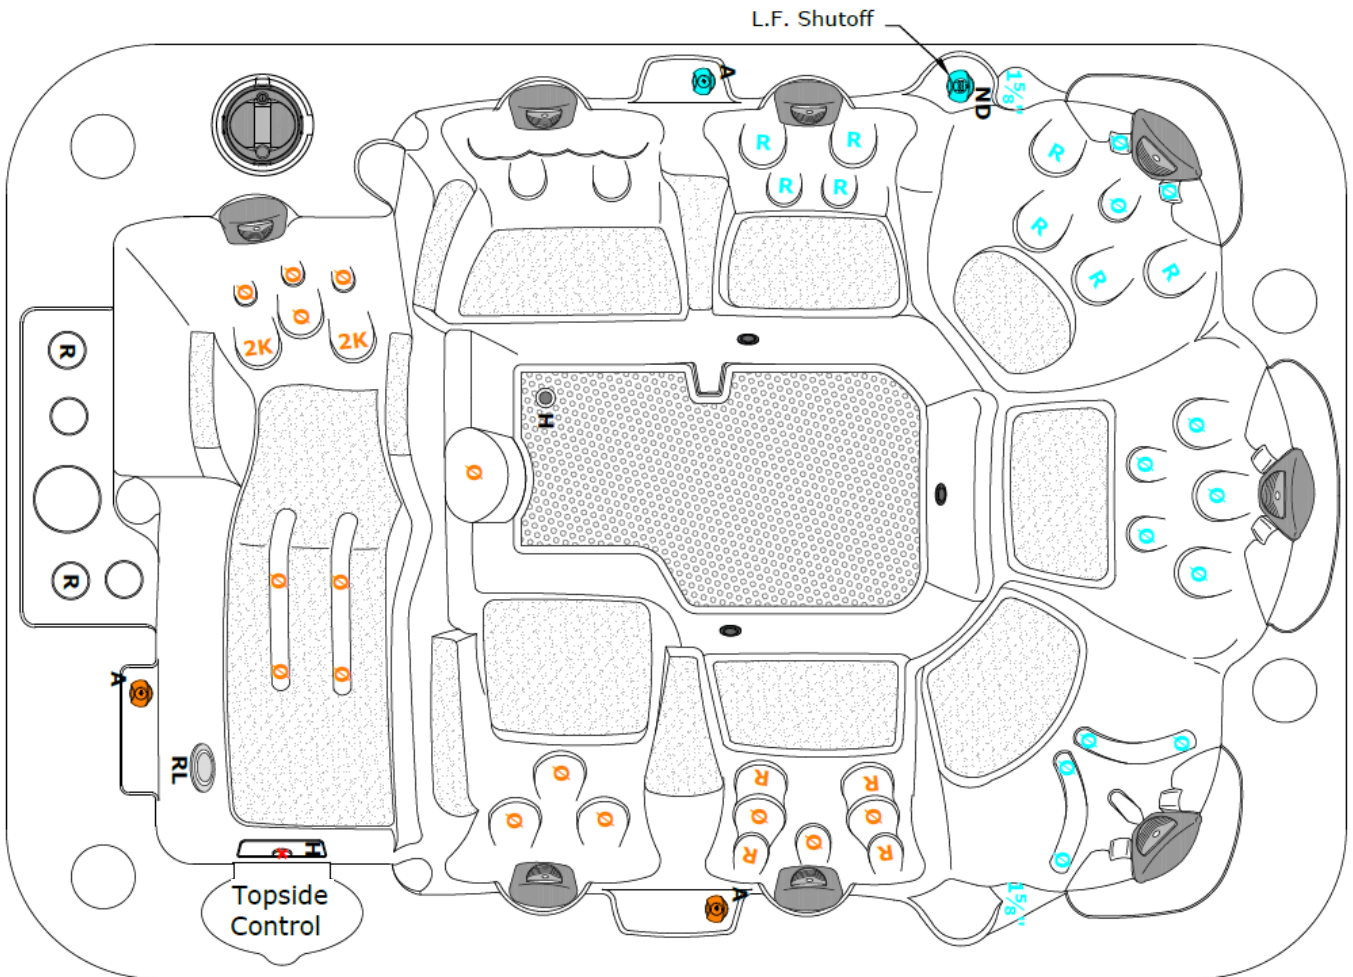 L.F. Shutoff
A
ND
1⅝"
R
R
R
R
R
Ø
Ø
Ø
R
R
R
Ø
Ø
Ø
Ø
2K
2K
R
H
Ø
Ø
Ø
Ø
Ø
Ø
Ø
R
Ø
Ø
Ø
Ø
A
RL
Ø
Ø
Ø
Ø
Ø
Ø
Ø
R
R
Ø
Ø
Ø
R
R
H
x
A
1⅝"
Topside
Control